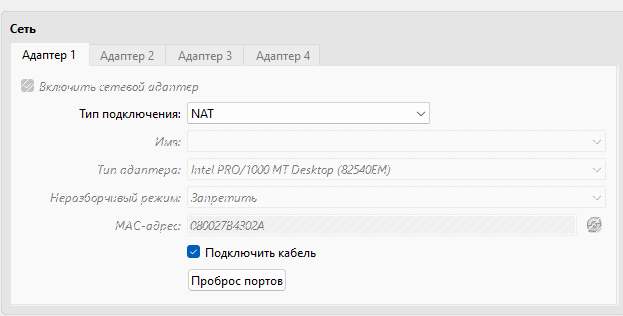 Сеть
Адаптер 1 Адаптер 2 Адаптер 3 Адаптер 4
Включить сетевой адаптер
Тип подключения: NAT
Имя:
Тип адаптера: Intel PRO/1000 MT Desktop (82540EM)
Неразборчивый режим: Запретить
MAC-адрес: 080027B4302A
Подключить кабель
Проброс портов